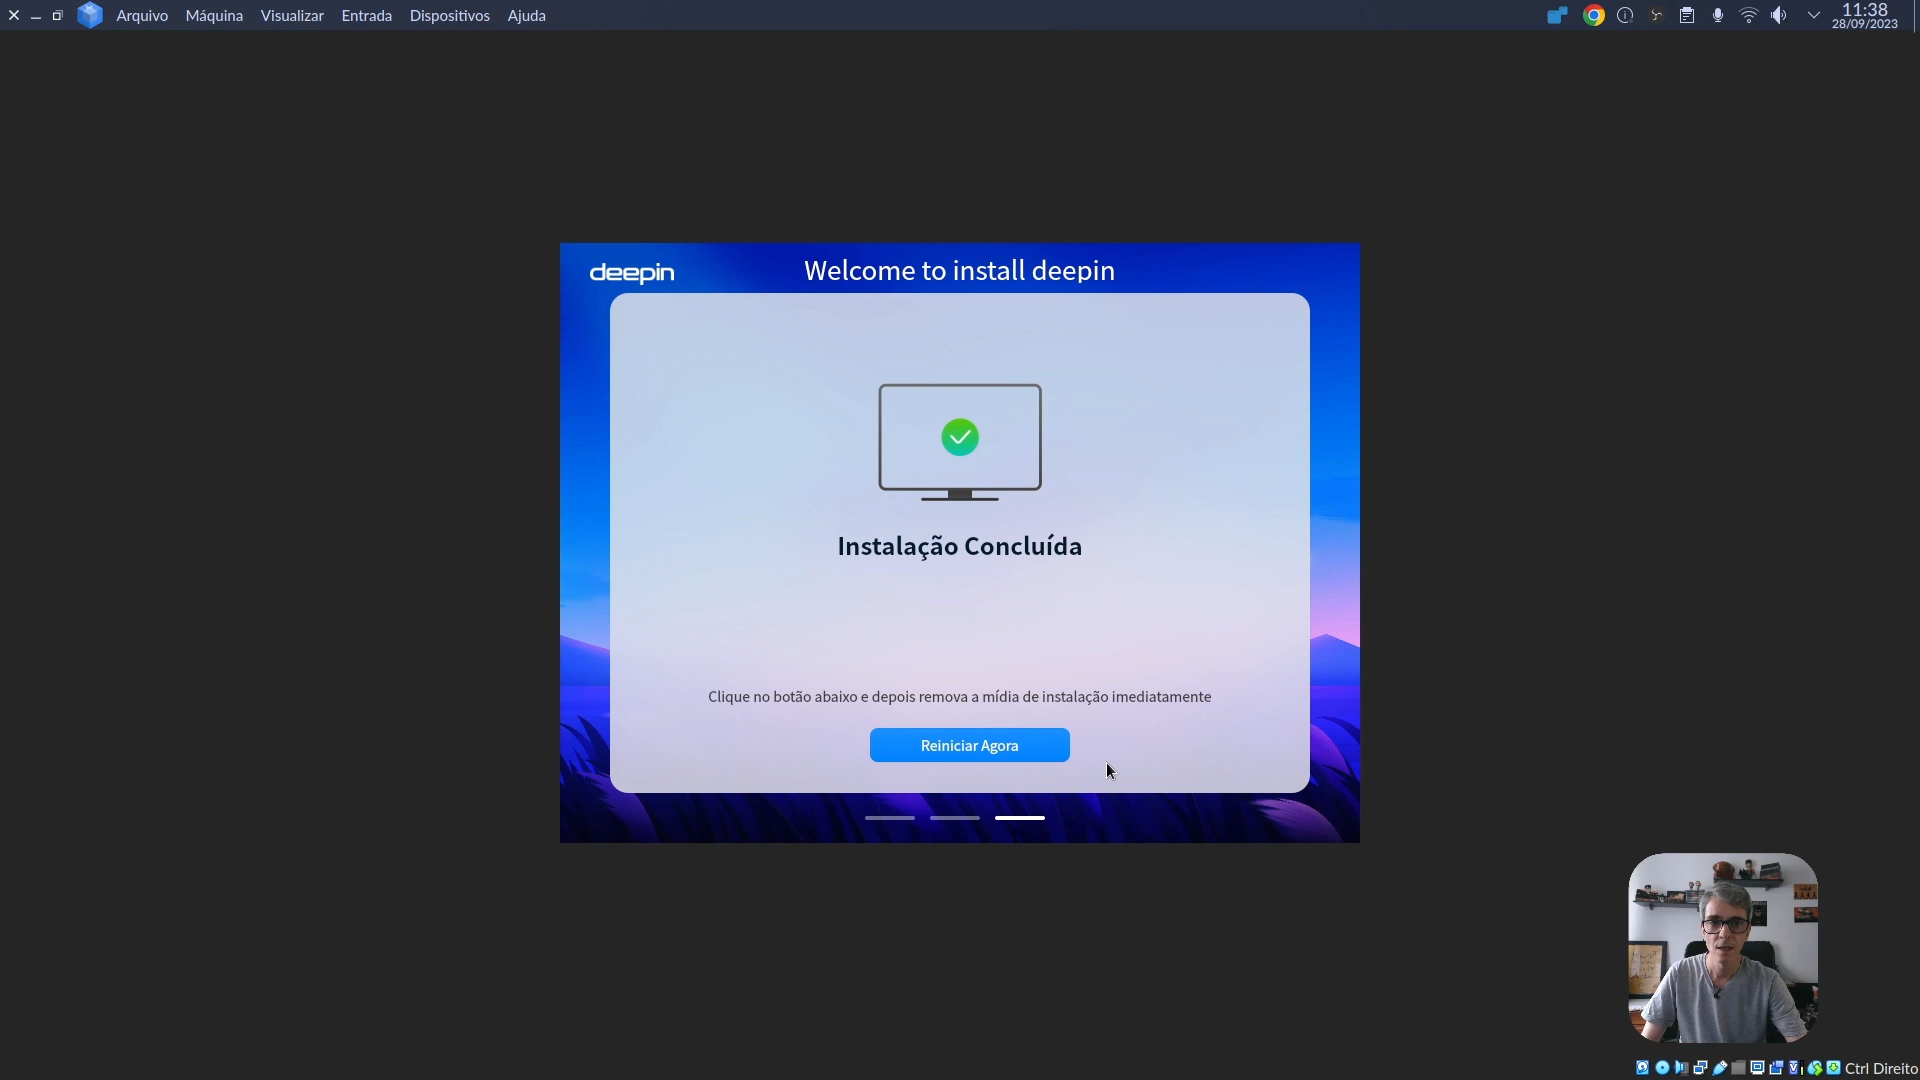 Arquivo Máquina Visualizar Entrada Dispositivos Ajuda
11:38
28/09/2023
deepin
Welcome to install deepin
Instalação Concluída
Clique no botão abaixo e depois remova a mídia de instalação imediatamente
Reiniciar Agora
Ctrl Direito